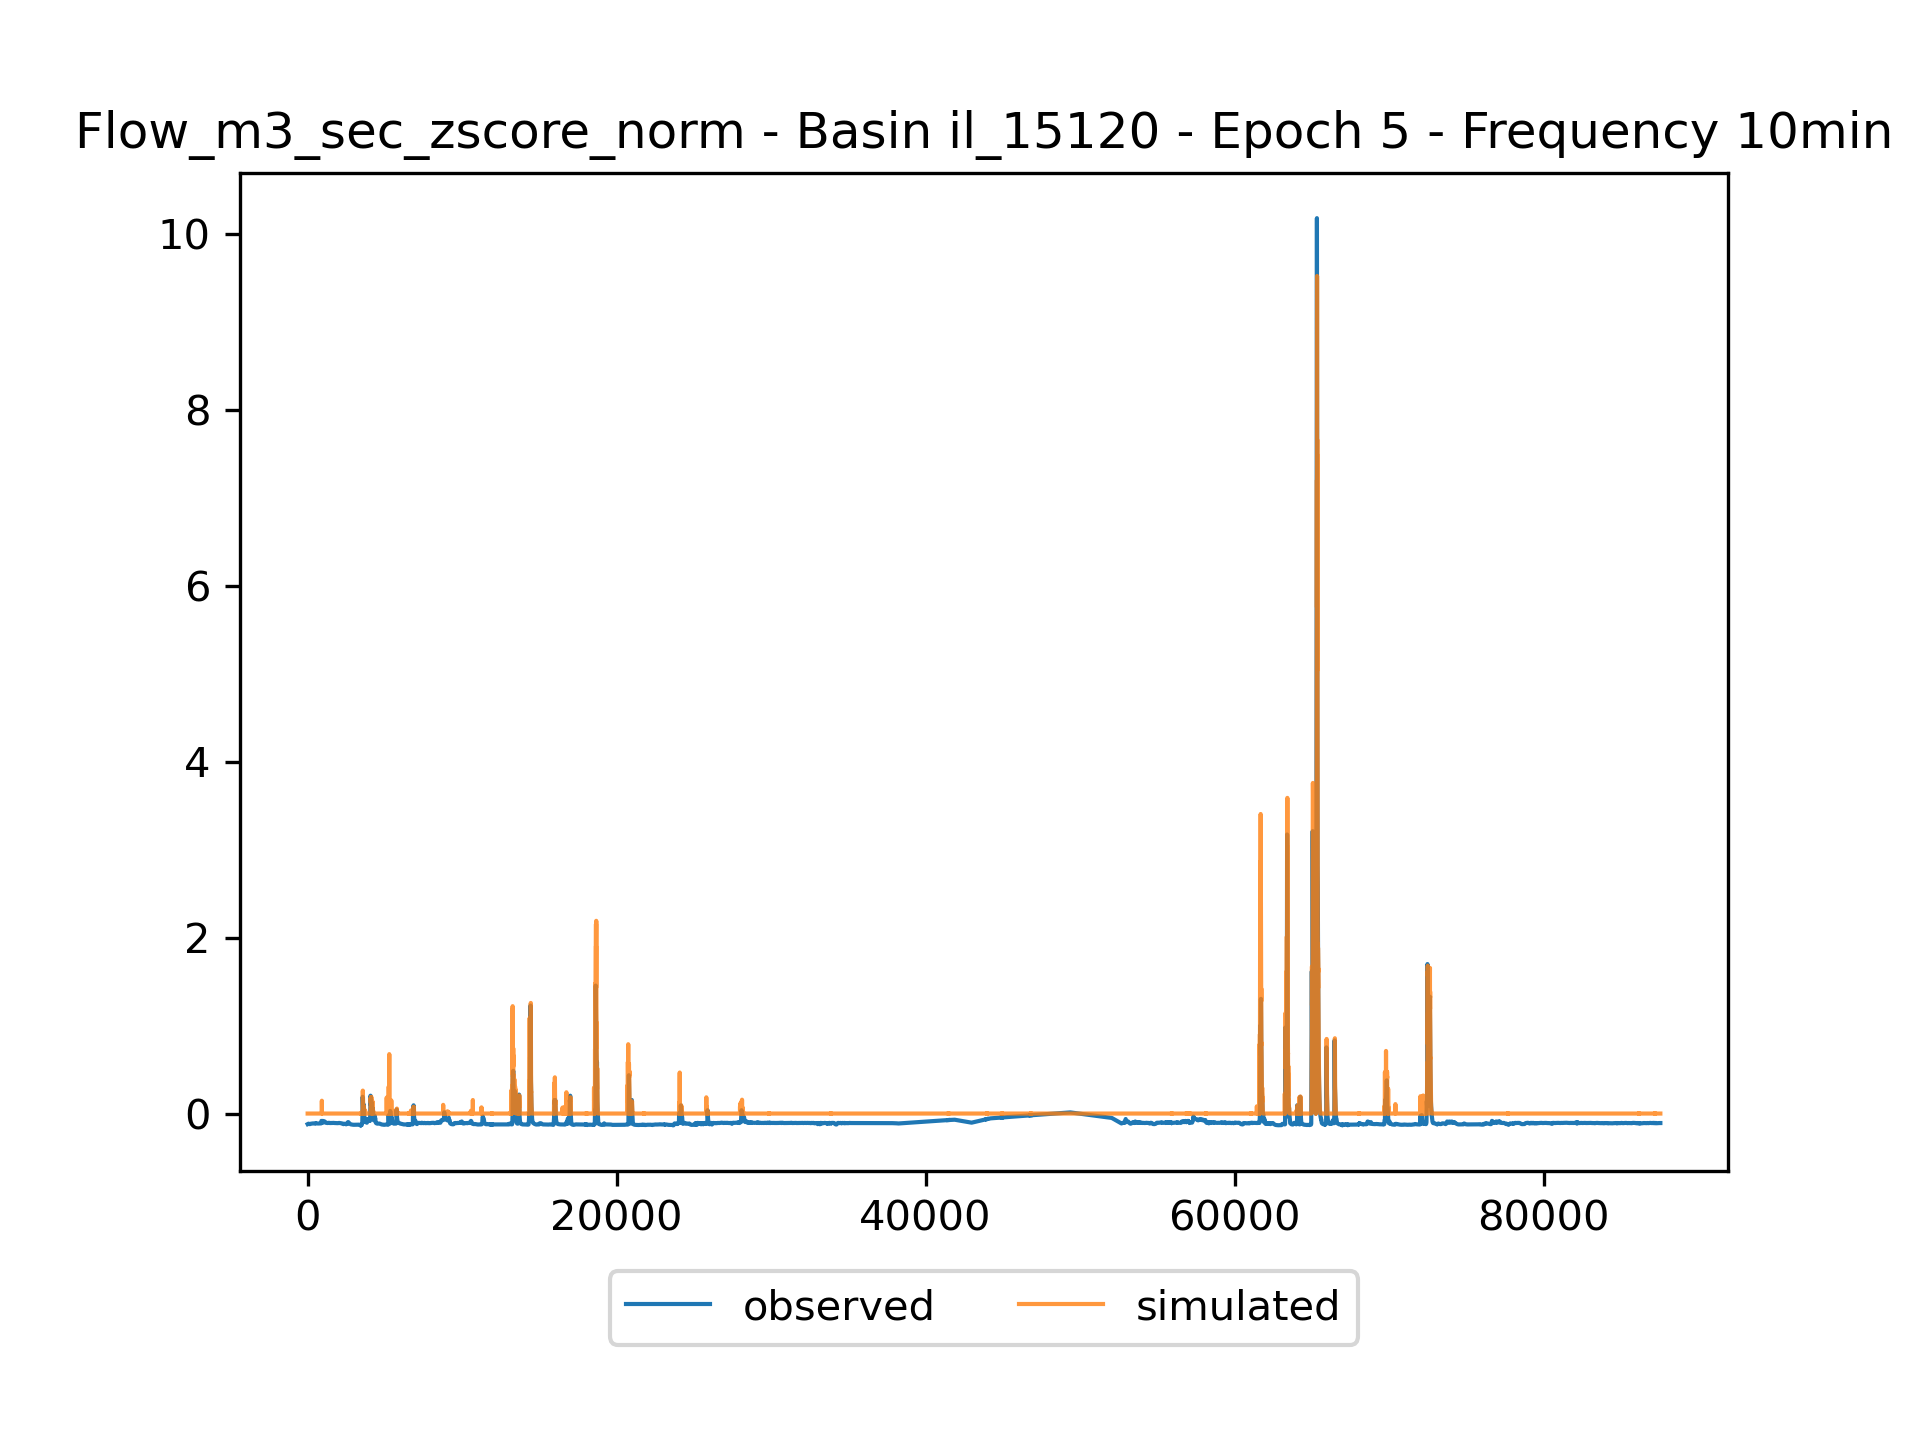 Flow_m3_sec_zscore_norm - Basin il_15120 - Epoch 5 - Frequency 10min
10
8
6
4
2
0
0 20000 40000 60000 80000
observed simulated